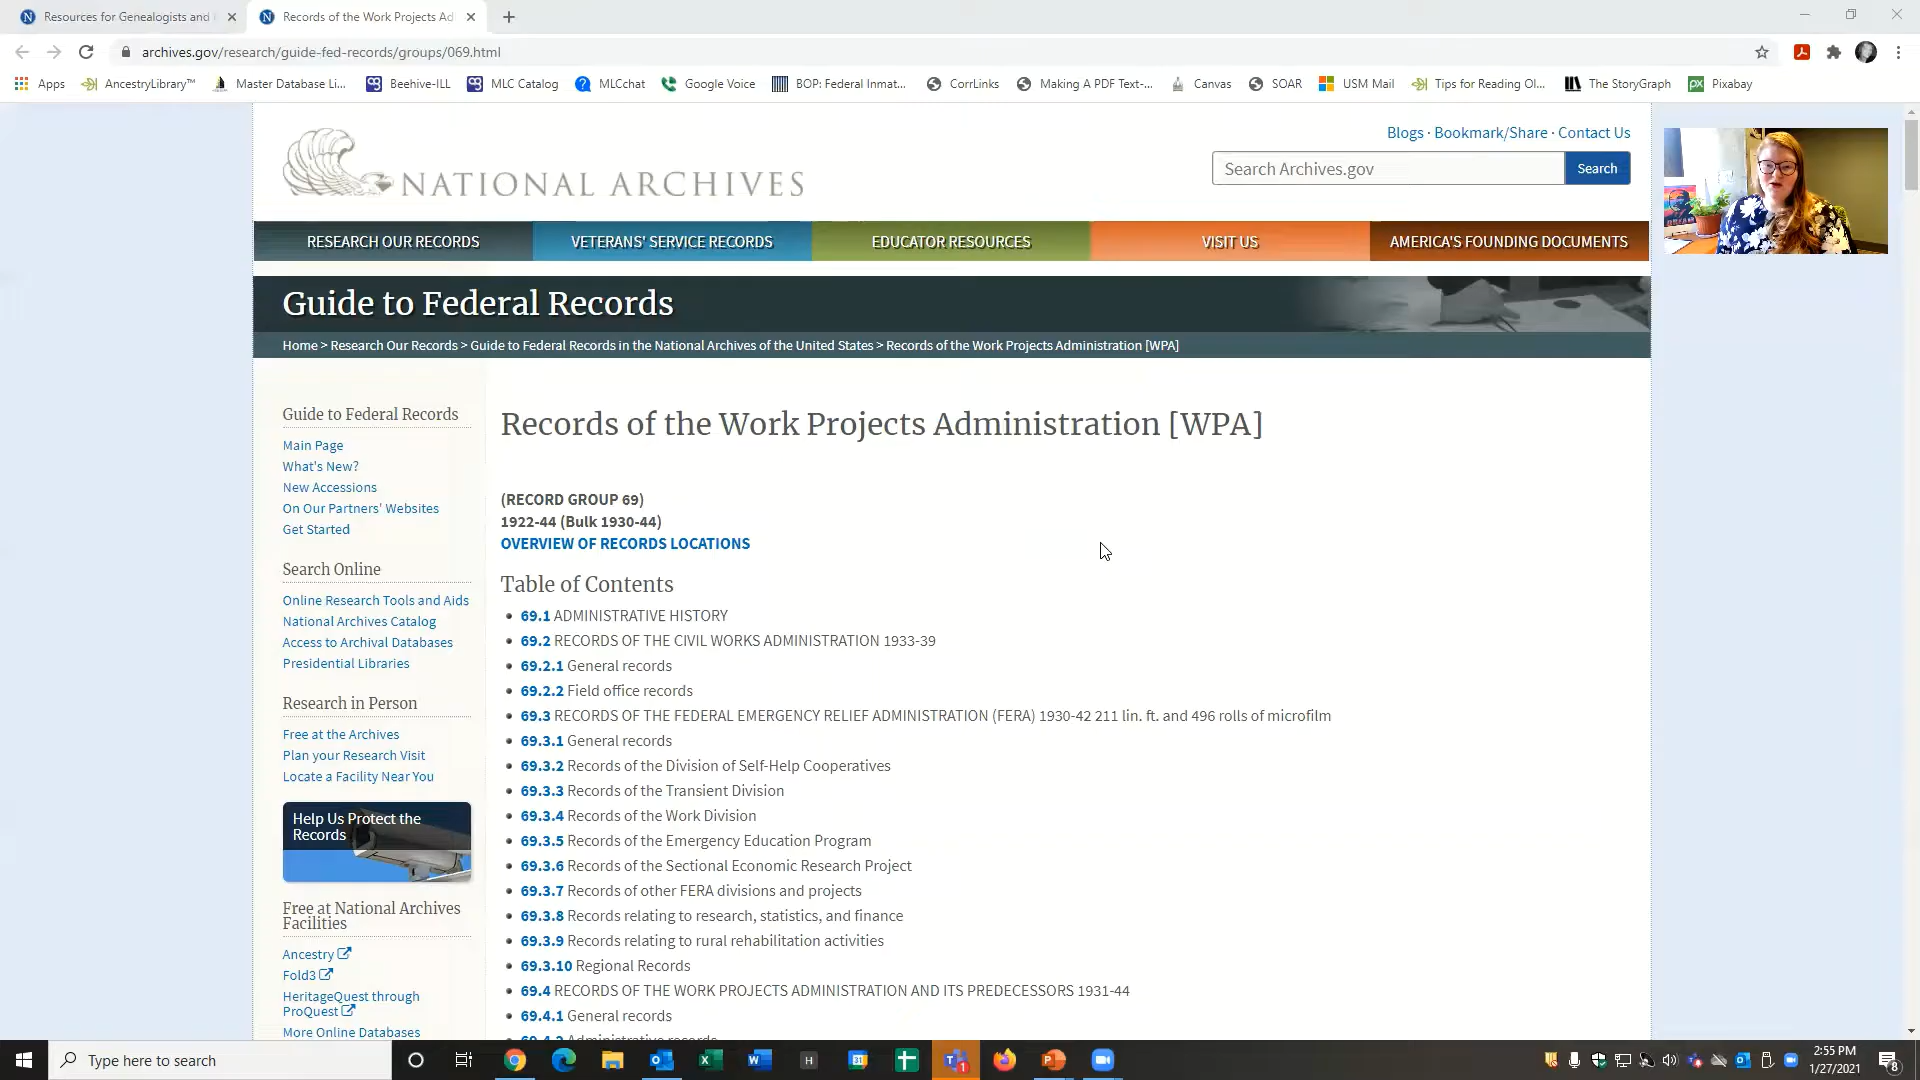 Resources for Genealogists and
Records of the Work Projects Ad
archives.gov/research/guide-fed-records/groups/069.html
Apps
AncestryLibrary™
Master Database Li...
Beehive-ILL
MLC Catalog
MLCchat
Google Voice
BOP: Federal Inmat...
CorrLinks
Making A PDF Text-...
Canvas
SOAR
USM Mail
Tips for Reading Ol...
The StoryGraph
px Pixabay
NATIONAL ARCHIVES
Blogs · Bookmark/Share · Contact Us
Search Archives.gov
Search
RESEARCH OUR RECORDS
VETERANS' SERVICE RECORDS
EDUCATOR RESOURCES
VISIT US
AMERICA'S FOUNDING DOCUMENTS
Guide to Federal Records
Home > Research Our Records > Guide to Federal Records in the National Archives of the United States > Records of the Work Projects Administration [WPA]
Guide to Federal Records
Main Page
What's New?
New Accessions
On Our Partners' Websites
Get Started
Search Online
Online Research Tools and Aids
National Archives Catalog
Access to Archival Databases
Presidential Libraries
Research in Person
Free at the Archives
Plan your Research Visit
Locate a Facility Near You
Help Us Protect the
Records
Free at National Archives
Facilities
Ancestry
Fold3
HeritageQuest through
ProQuest
More Online Databases
Records of the Work Projects Administration [WPA]
(RECORD GROUP 69)
1922-44 (Bulk 1930-44)
OVERVIEW OF RECORDS LOCATIONS
Table of Contents
• 69.1 ADMINISTRATIVE HISTORY
• 69.2 RECORDS OF THE CIVIL WORKS ADMINISTRATION 1933-39
• 69.2.1 General records
• 69.2.2 Field office records
• 69.3 RECORDS OF THE FEDERAL EMERGENCY RELIEF ADMINISTRATION (FERA) 1930-42 211 lin. ft. and 496 rolls of microfilm
• 69.3.1 General records
• 69.3.2 Records of the Division of Self-Help Cooperatives
• 69.3.3 Records of the Transient Division
• 69.3.4 Records of the Work Division
• 69.3.5 Records of the Emergency Education Program
• 69.3.6 Records of the Sectional Economic Research Project
• 69.3.7 Records of other FERA divisions and projects
• 69.3.8 Records relating to research, statistics, and finance
• 69.3.9 Records relating to rural rehabilitation activities
• 69.3.10 Regional Records
• 69.4 RECORDS OF THE WORK PROJECTS ADMINISTRATION AND ITS PREDECESSORS 1931-44
• 69.4.1 General records
• 69.4.2 Administrative records
Type here to search
2:55 PM
1/27/2021
8